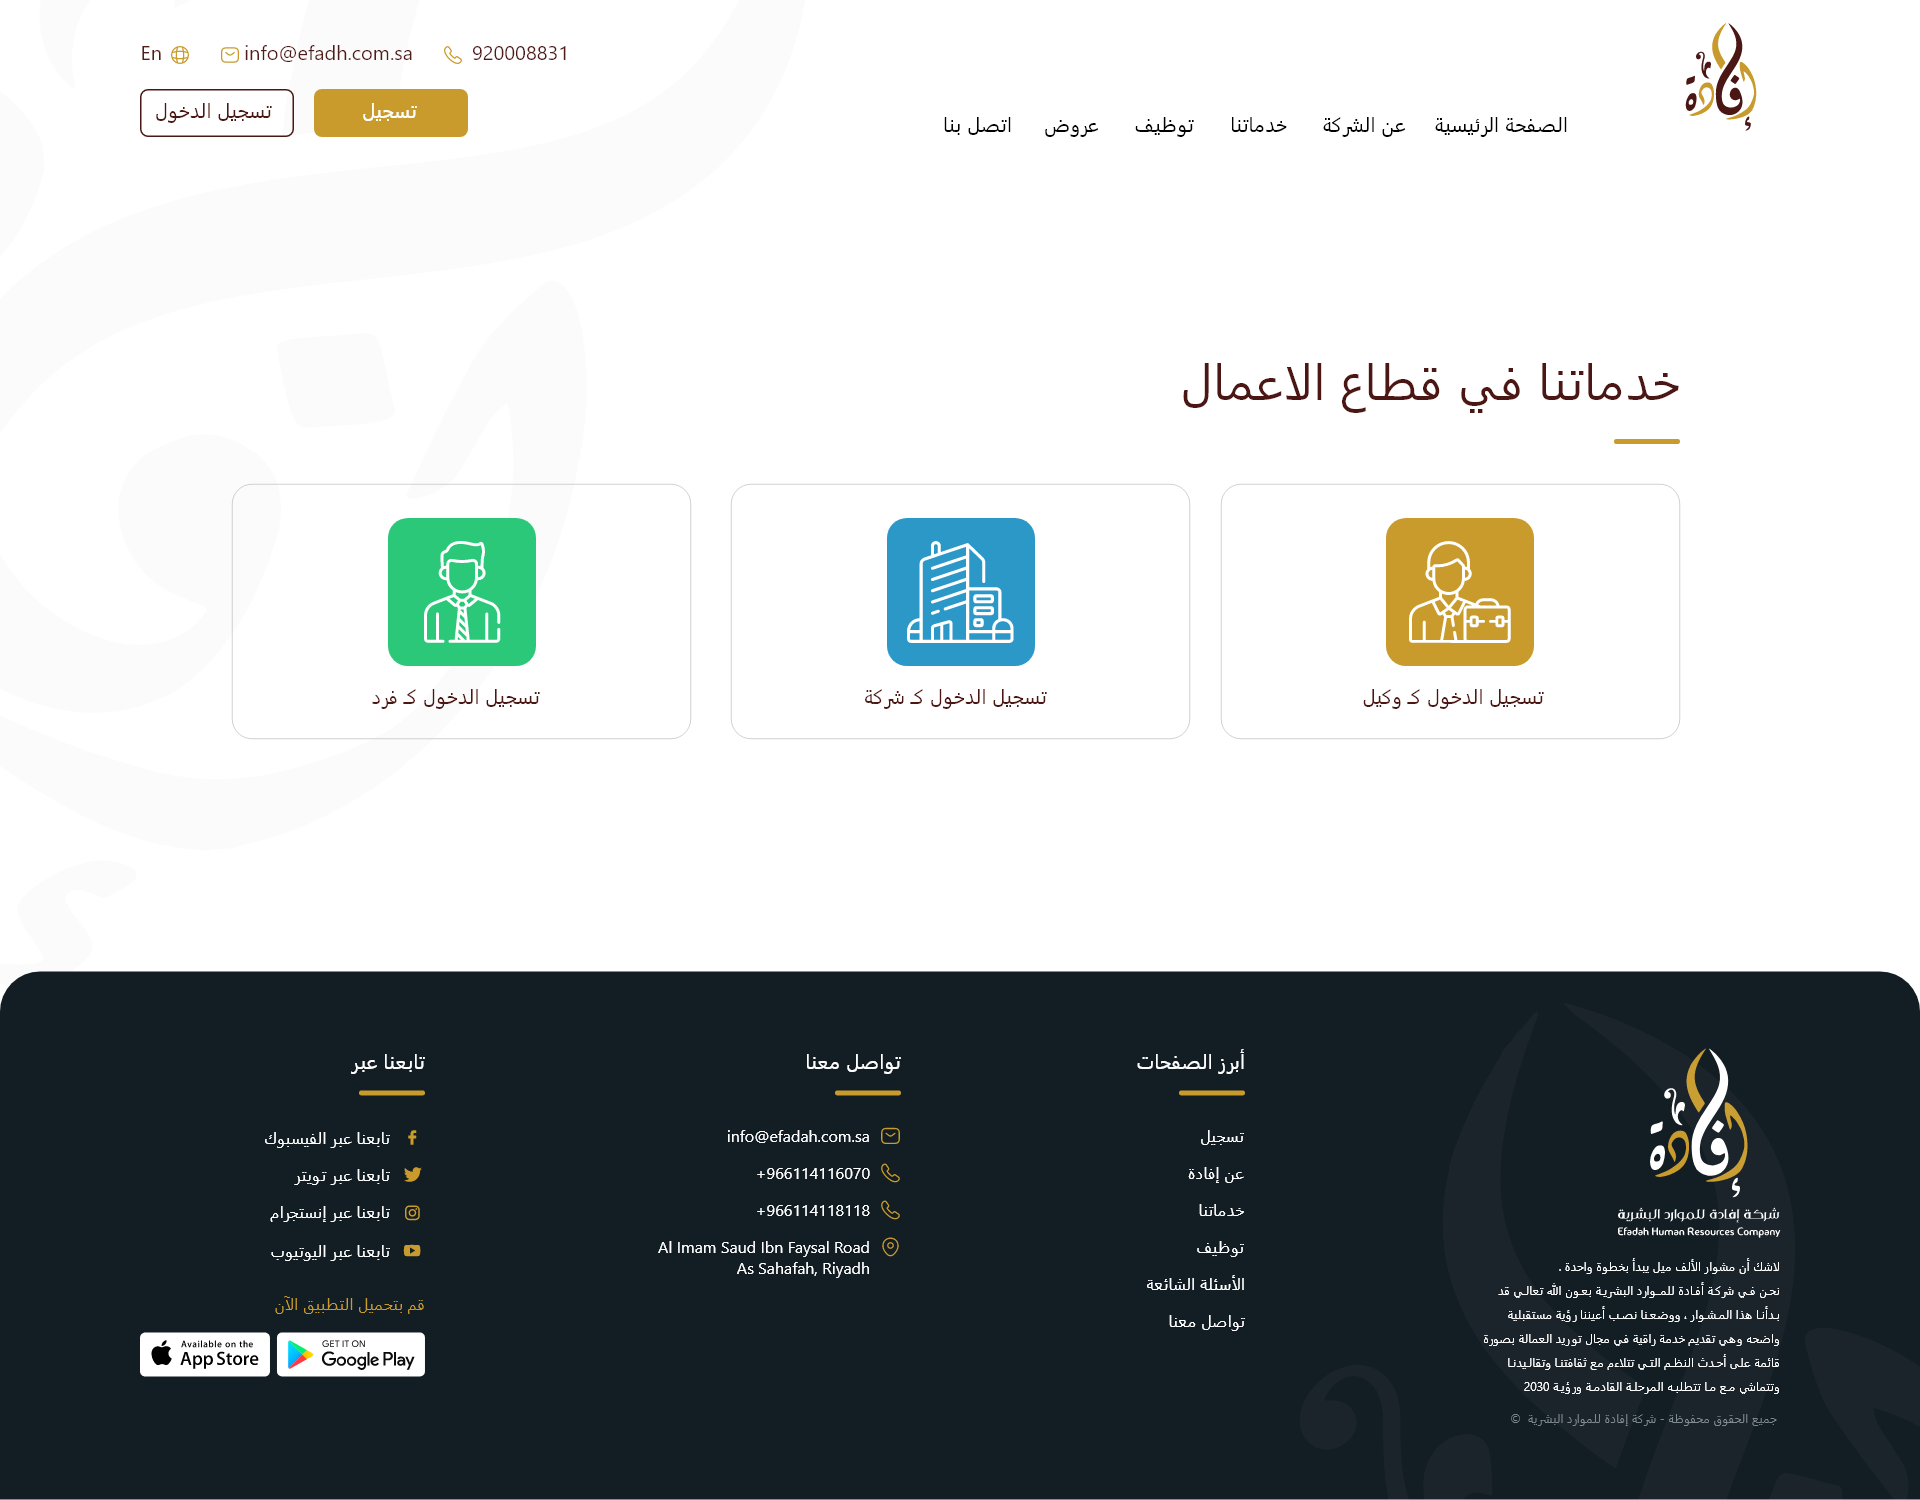 En
info@efadh.com.sa
920008831
تسجيل الدخول
تسجيل
إفادة
الصفحة الرئيسية
عن الشركة
خدماتنا
توظيف
عروض
اتصل بنا
خدماتنا في قطاع الاعمال
تسجيل الدخول كـ وكيل
تسجيل الدخول كـ شركة
تسجيل الدخول كـ فرد
إفادة
شركة إفادة للموارد البشرية
Efadah Human Resources Company
لاشك أن مشوار الألف ميل يبدأ بخطوة واحدة .
نحن في شركة أفادة للموارد البشرية بعون الله تعالى قد
بدأنا هذا المشوار ، ووضعنا نصب أعيننا رؤية مستقبلية
واضحه وهي تقديم خدمة راقية في مجال توريد العمالة بصورة
قائمة على أحدث النظم التي تتلاءم مع ثقافتنا وتقاليدنا
وتتماشي مع ما تتطلبه المرحلة القادمة ورؤية 2030
جميع الحقوق محفوظة - شركة إفادة للموارد البشرية ©
أبرز الصفحات
تسجيل
عن إفادة
خدماتنا
توظيف
الأسئلة الشائعة
تواصل معنا
تواصل معنا
info@efadah.com.sa
+966114116070
+966114118118
Al Imam Saud Ibn Faysal Road
As Sahafah, Riyadh
تابعنا عبر
تابعنا عبر الفيسبوك
تابعنا عبر تويتر
تابعنا عبر إنستجرام
تابعنا عبر اليوتيوب
قم بتحميل التطبيق الآن
Available on the
App Store
GET IT ON
Google Play